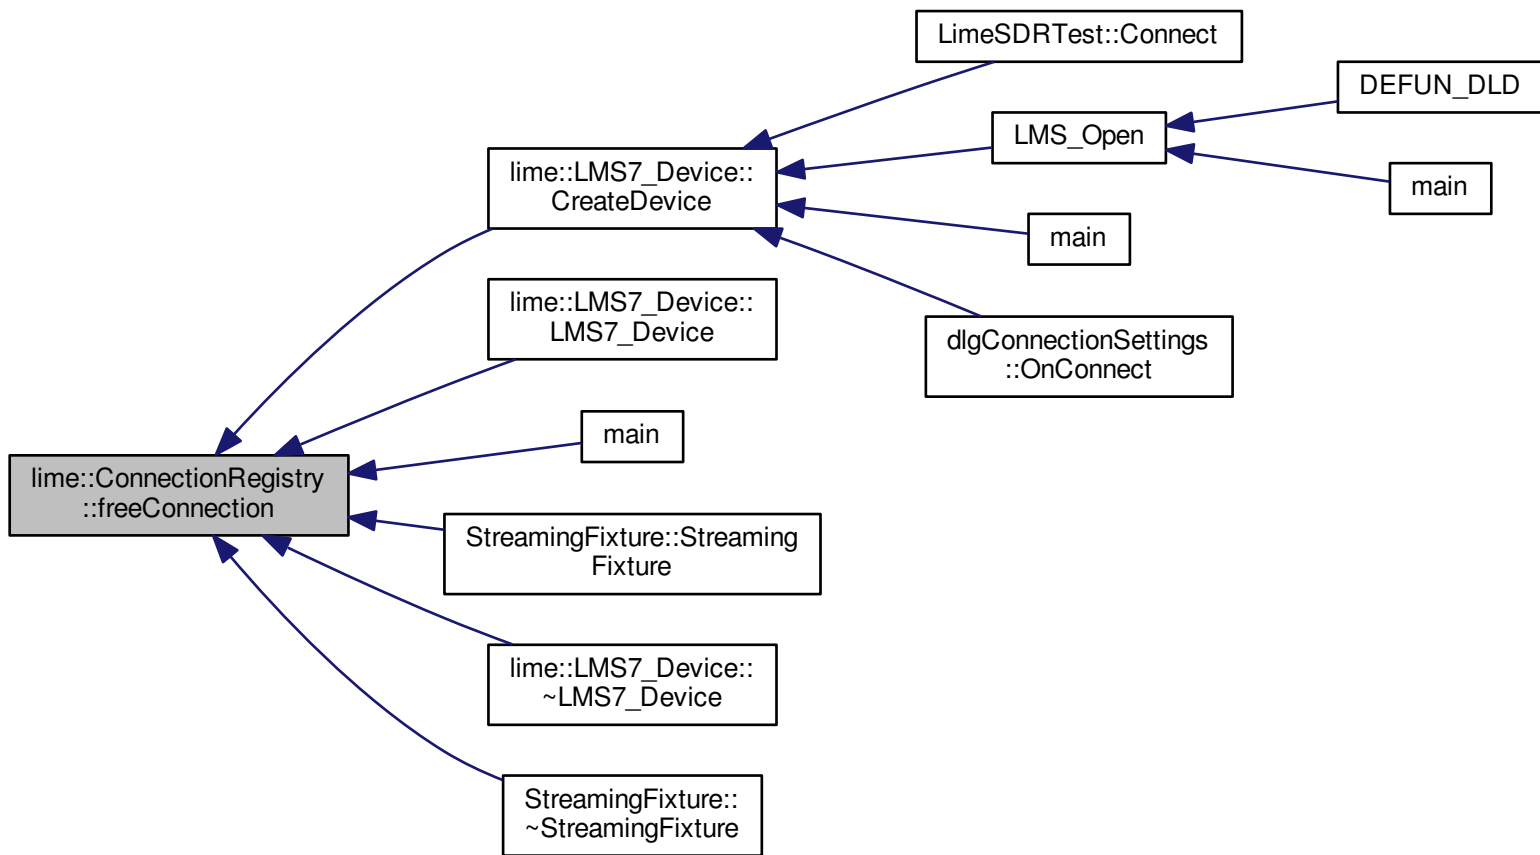 LimeSDRTest::Connect
DEFUN_DLD
LMS_Open
lime::LMS7_Device::
CreateDevice
main
main
lime::LMS7_Device::
LMS7_Device
dlgConnectionSettings
::OnConnect
main
lime::ConnectionRegistry
::freeConnection
StreamingFixture::Streaming
Fixture
lime::LMS7_Device::
~LMS7_Device
StreamingFixture::
~StreamingFixture